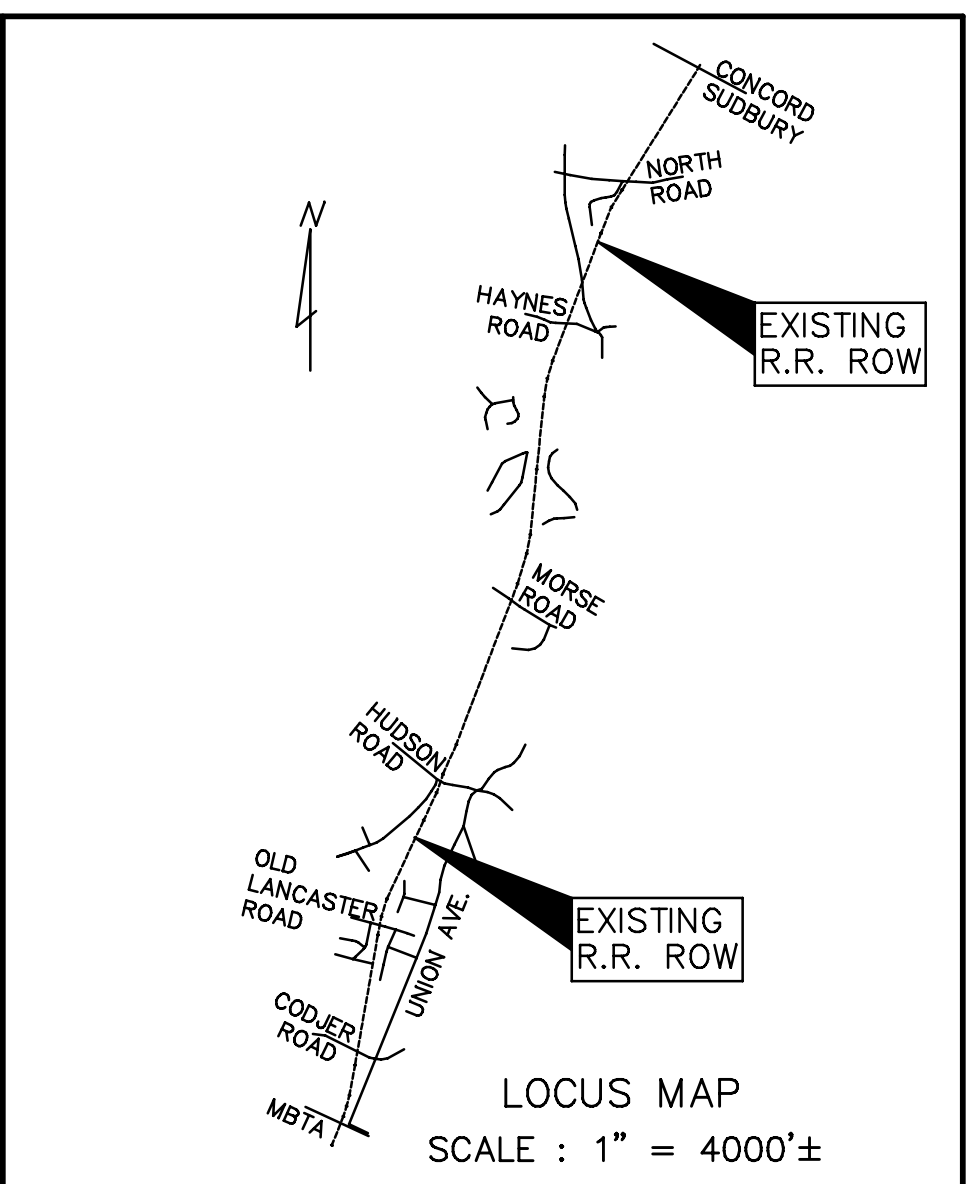 CONCORD
SUDBURY
NORTH
ROAD
N
HAYNES
ROAD
EXISTING
R.R. ROW
MORSE
ROAD
HUDSON
ROAD
OLD
LANCASTER
ROAD
UNION AVE.
EXISTING
R.R. ROW
CODJER
ROAD
MBTA
LOCUS MAP
SCALE : 1" = 4000'±